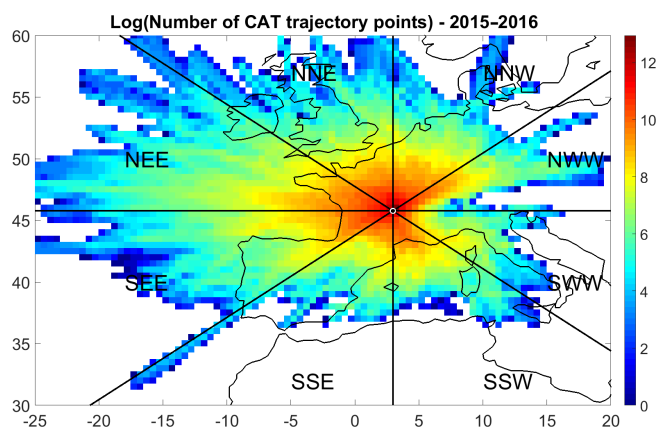 Log(Number of CAT trajectory points) - 2015–2016
60
NNE NNW
55
12
10
50
NEE NWW
8
45
6
40
SEE SWW
4
35
2
SSE SSW
30
0
-25 -20 -15 -10 -5 0 5 10 15 20